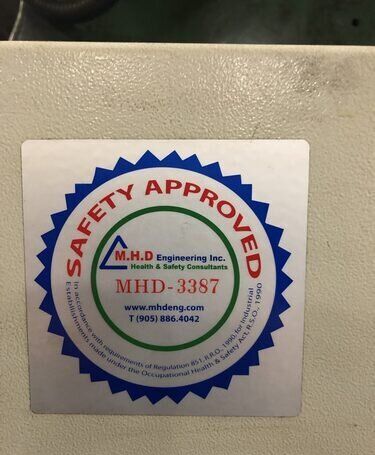 SAFETY APPROVED
M.H.D Engineering Inc.
Health & Safety Consultants
MHD-3387
www.mhdeng.com
T (905) 886.4042
In accordance with requirements of Regulation 851, R.R.O., 1990, for Industrial
Establishments made under the Occupational Health & Safety Act, R.S.O., 1990